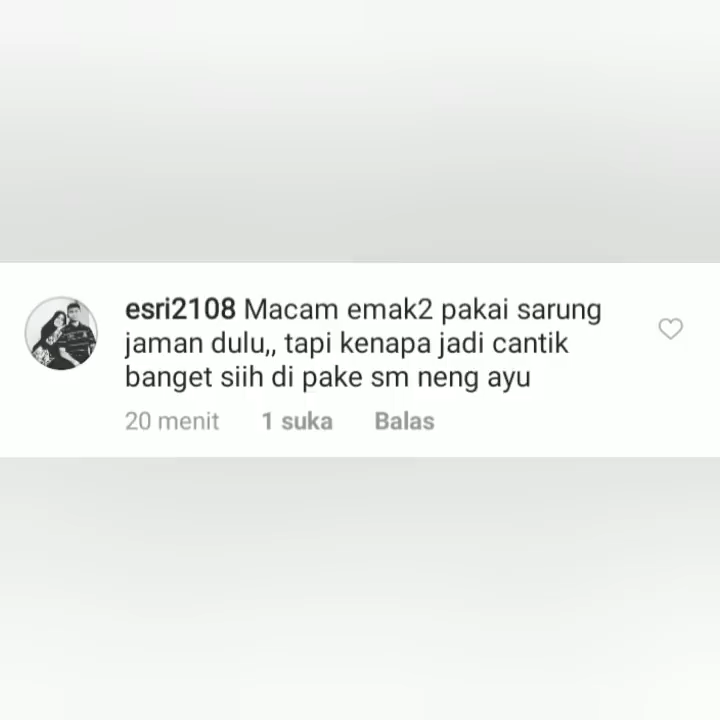 esri2108 Macam emak2 pakai sarung
jaman dulu,, tapi kenapa jadi cantik
banget siih di pake sm neng ayu
20 menit 1 suka Balas